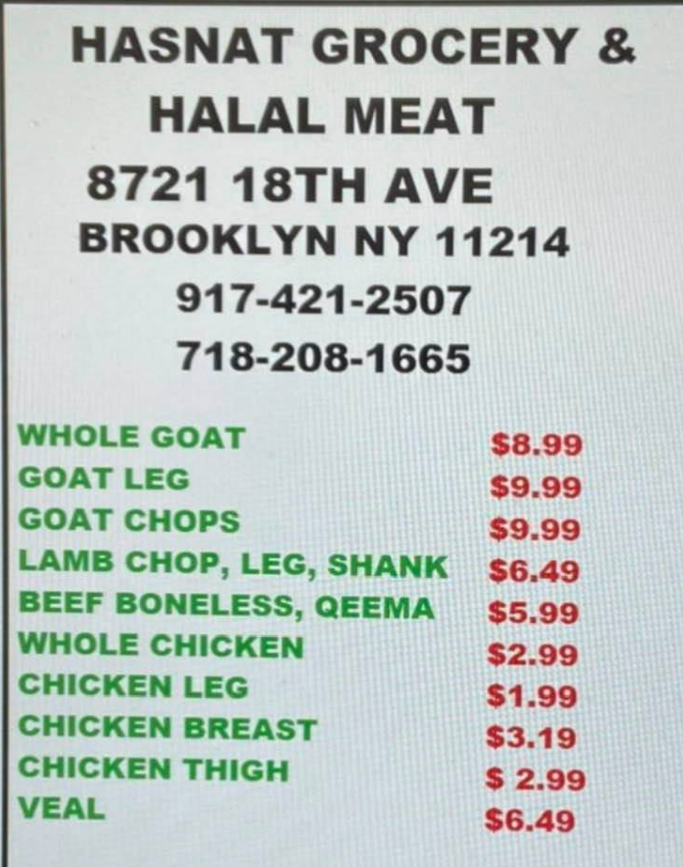 HASNAT GROCERY &
HALAL MEAT
8721 18TH AVE
BROOKLYN NY 11214
917-421-2507
718-208-1665
WHOLE GOAT $8.99
GOAT LEG $9.99
GOAT CHOPS $9.99
LAMB CHOP, LEG, SHANK $6.49
BEEF BONELESS, QEEMA $5.99
WHOLE CHICKEN $2.99
CHICKEN LEG $1.99
CHICKEN BREAST $3.19
CHICKEN THIGH $ 2.99
VEAL $6.49